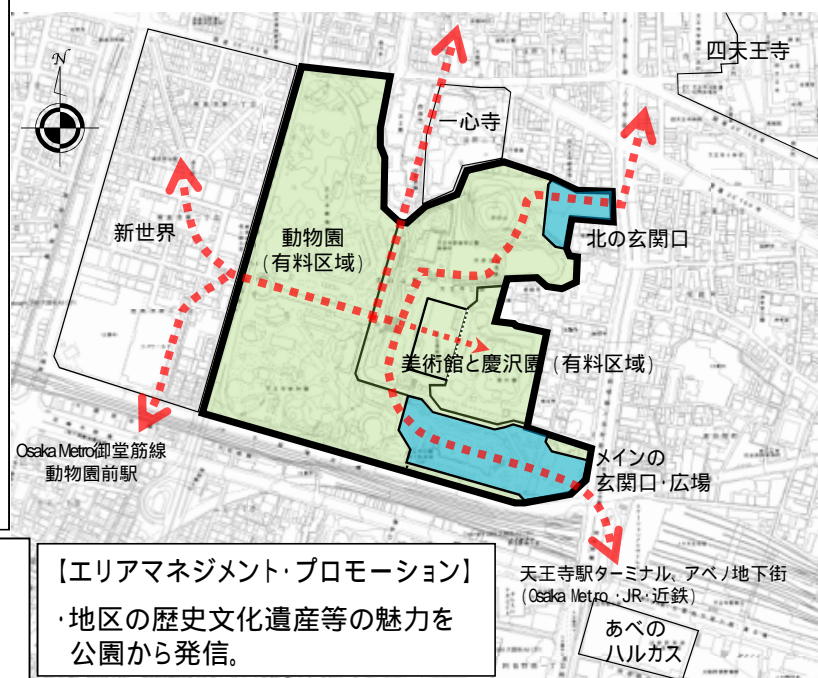 N
四天王寺
一心寺
新世界
動物園
(有料区域)
北の玄関口
美術館と慶沢園 (有料区域)
Osaka Metro御堂筋線
動物園前駅
メインの
玄関口・広場
天王寺駅ターミナル、アベノ地下街
(Osaka Metro・JR・近鉄)
あべの
ハルカス
【エリアマネジメント・プロモーション】
・地区の歴史文化遺産等の魅力を
公園から発信。